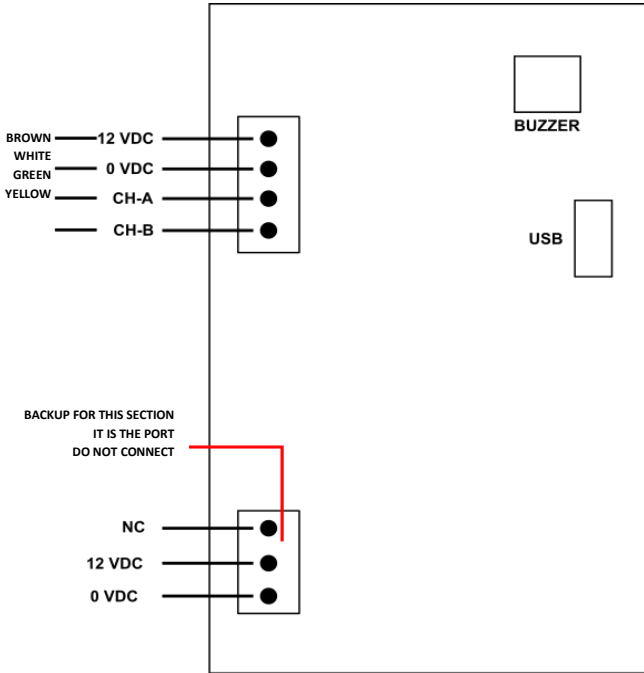 BUZZER
BROWN 12 VDC
WHITE 0 VDC
GREEN CH-A
YELLOW CH-B
USB
BACKUP FOR THIS SECTION
IT IS THE PORT
DO NOT CONNECT
NC
12 VDC
0 VDC